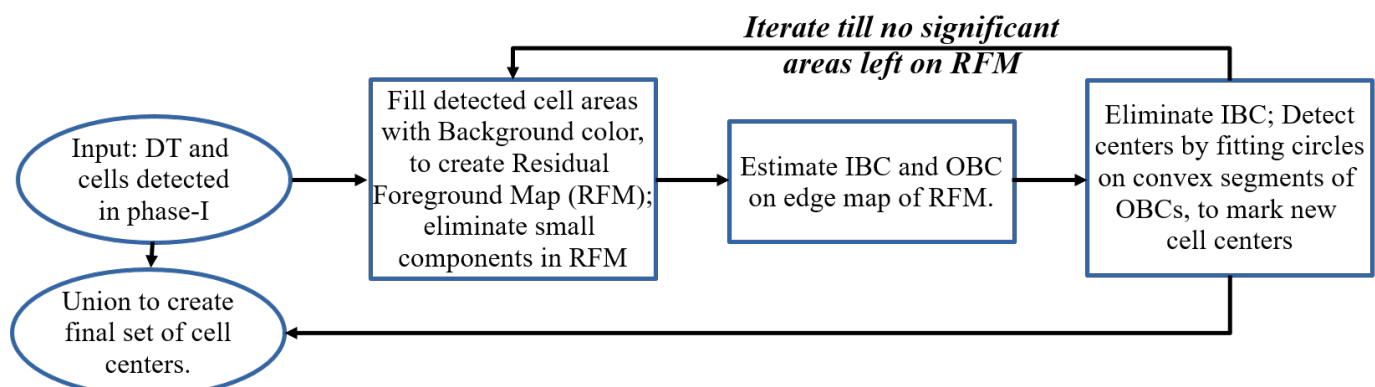 Iterate till no significant
areas left on RFM
Input: DT and
cells detected
in phase-I
Fill detected cell areas
with Background color,
to create Residual
Foreground Map (RFM);
eliminate small
components in RFM
Estimate IBC and OBC
on edge map of RFM.
Eliminate IBC; Detect
centers by fitting circles
on convex segments of
OBCs, to mark new
cell centers
Union to create
final set of cell
centers.